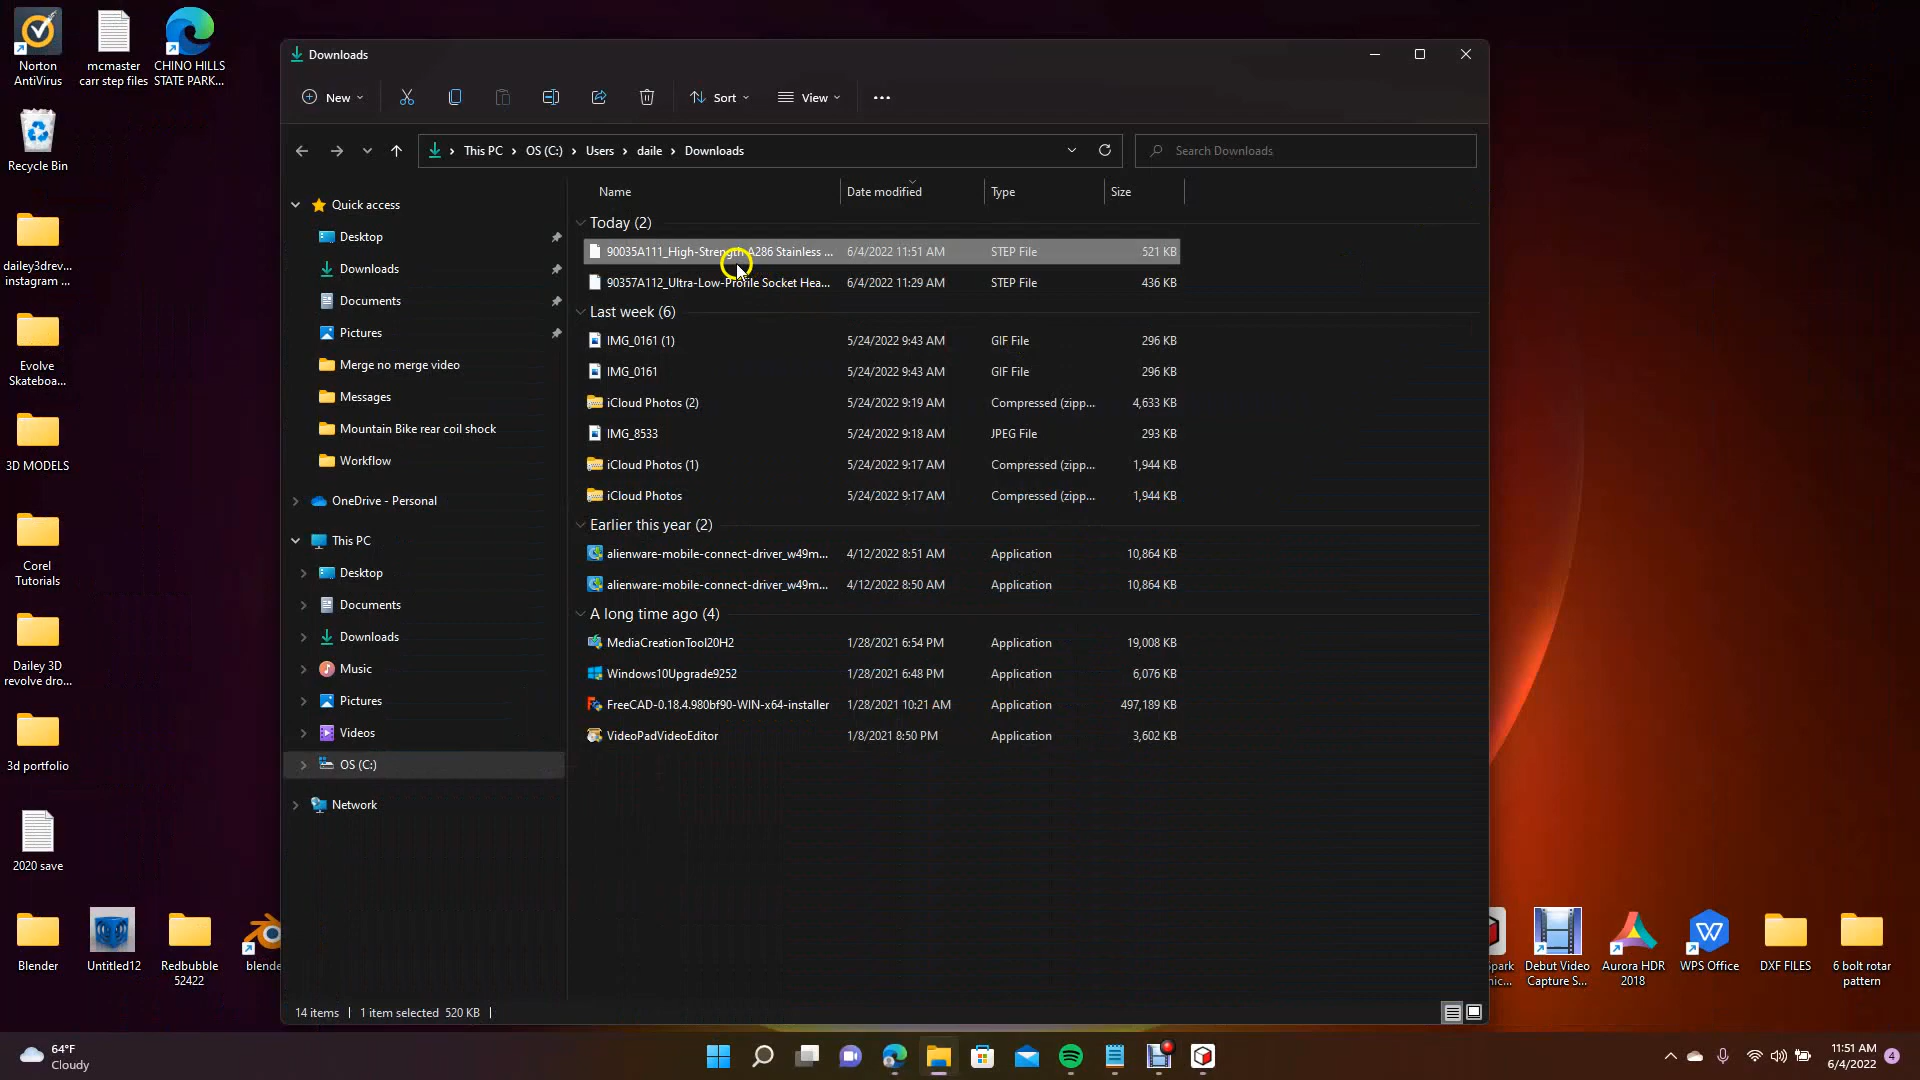 Norton
AntiVirus
mcmaster
carr step files
CHINO HILLS
STATE PARK...
Recycle Bin
dailey3drev...
instagram ...
Evolve
Skateboa...
3D MODELS
Corel
Tutorials
Dailey 3D
revolve dro...
3d portfolio
2020 save
Blender
Untitled12
Redbubble
52422
blende
Downloads
New
Sort
View
This PC
OS (C:)
Users
daile
Downloads
Search Downloads
Name
Date modified
Type
Size
Quick access
Desktop
Downloads
Documents
Pictures
Merge no merge video
Messages
Mountain Bike rear coil shock
Workflow
OneDrive - Personal
This PC
Desktop
Documents
Downloads
Music
Pictures
Videos
OS (C:)
Network
Today (2)
90035A111_High-Strength A286 Stainless ... 6/4/2022 11:51 AM STEP File 521 KB
90357A112_Ultra-Low-Profile Socket Hea... 6/4/2022 11:29 AM STEP File 436 KB
Last week (6)
IMG_0161 (1) 5/24/2022 9:43 AM GIF File 296 KB
IMG_0161 5/24/2022 9:43 AM GIF File 296 KB
iCloud Photos (2) 5/24/2022 9:19 AM Compressed (zipp... 4,633 KB
IMG_8533 5/24/2022 9:18 AM JPEG File 293 KB
iCloud Photos (1) 5/24/2022 9:17 AM Compressed (zipp... 1,944 KB
iCloud Photos 5/24/2022 9:17 AM Compressed (zipp... 1,944 KB
Earlier this year (2)
alienware-mobile-connect-driver_w49m... 4/12/2022 8:51 AM Application 10,864 KB
alienware-mobile-connect-driver_w49m... 4/12/2022 8:50 AM Application 10,864 KB
A long time ago (4)
MediaCreationTool20H2 1/28/2021 6:54 PM Application 19,008 KB
Windows10Upgrade9252 1/28/2021 6:48 PM Application 6,076 KB
FreeCAD-0.18.4.980bf90-WIN-x64-installer 1/28/2021 10:21 AM Application 497,189 KB
VideoPadVideoEditor 1/8/2021 8:50 PM Application 3,602 KB
14 items
1 item selected 520 KB
park
nic...
Debut Video
Capture S...
Aurora HDR
2018
WPS Office
DXF FILES
6 bolt rotar
pattern
64°F
Cloudy
11:51 AM
6/4/2022
4